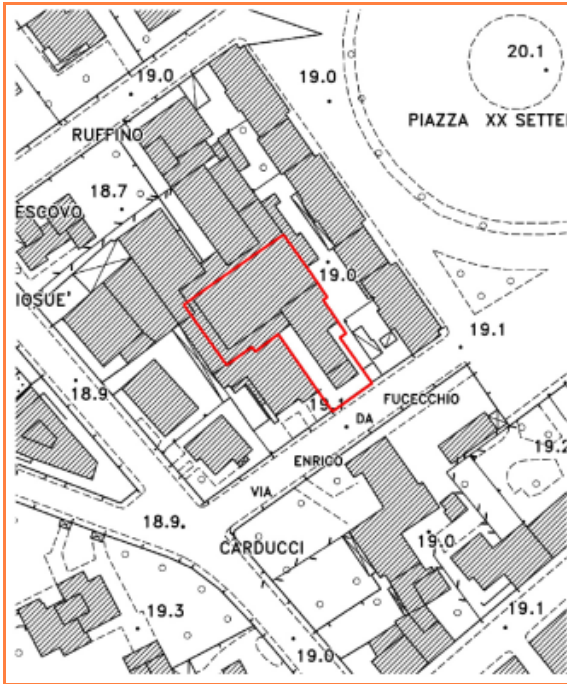 20.1
19.0
19.0
PIAZZA XX SETTE
RUFFINO
18.7
ESCOVO
19.0
IOSUE'
19.1
18.9
19.1
FUCECCHIO
DA
19.2
ENRICO
VIA
18.9
CARDUCCI
19.0
19.3
19.1
19.0